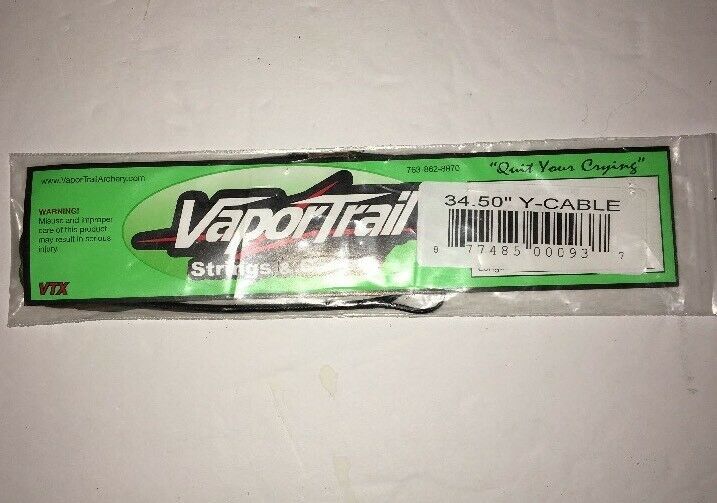 www.VaporTrailArchery.com
763-862-8870
"Quit Your Crying"
WARNING!
Misuse and improper
care of this product
may result in serious
injury.
VaporTrail
Strings &
VTX
34.50" Y-CABLE
77485 00093 7